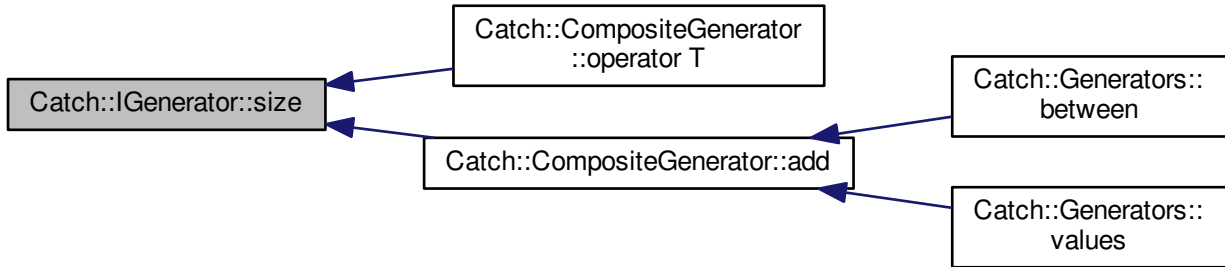 Catch::IGenerator::size
Catch::CompositeGenerator
::operator T
Catch::CompositeGenerator::add
Catch::Generators::
between
Catch::Generators::
values